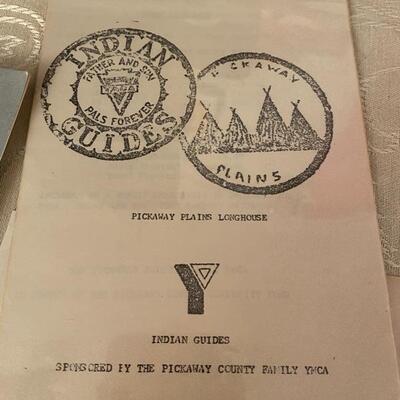 INDIAN
FATHER AND SON
PALS FOREVER
GUIDES
PICKAWAY
PLAINS
PICKAWAY PLAINS LONGHOUSE
Y
INDIAN GUIDES
SPONSORED BY THE PICKAWAY COUNTY FAMILY YMCA